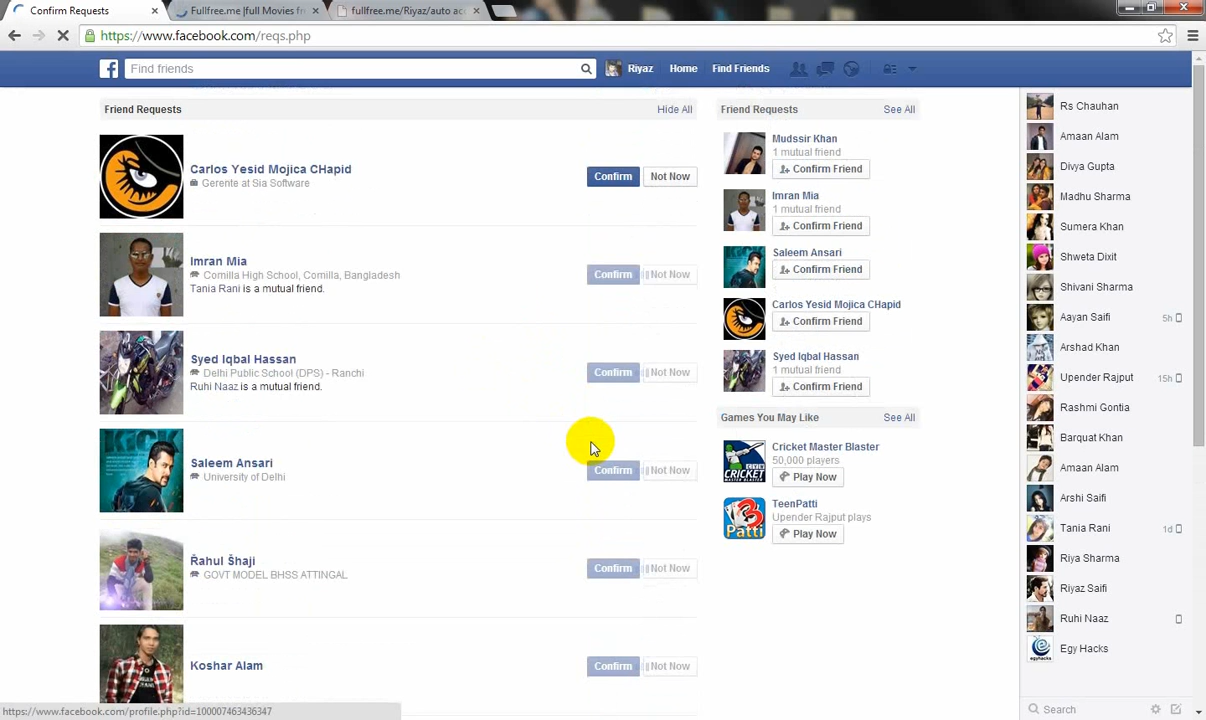 Confirm Requests
Fullfree.me |full Movies fr
fullfree.me/Riyaz/auto acc
https://www.facebook.com/reqs.php
Find friends
Riyaz
Home
Find Friends
Friend Requests
Hide All
Carlos Yesid Mojica CHapid
Gerente at Sia Software
Confirm
Not Now
Imran Mia
Comilla High School, Comilla, Bangladesh
Tania Rani is a mutual friend.
Confirm
Not Now
Syed Iqbal Hassan
Delhi Public School (DPS) - Ranchi
Ruhi Naaz is a mutual friend.
Confirm
Not Now
KICK
Saleem Ansari
University of Delhi
Confirm
Not Now
Řahul Šhaji
GOVT MODEL BHSS ATTINGAL
Confirm
Not Now
Koshar Alam
Confirm
Not Now
Friend Requests
See All
Mudssir Khan
1 mutual friend
Confirm Friend
Imran Mia
1 mutual friend
Confirm Friend
Saleem Ansari
Confirm Friend
Carlos Yesid Mojica CHapid
Confirm Friend
Syed Iqbal Hassan
1 mutual friend
Confirm Friend
Games You May Like
See All
Cricket Master Blaster
50,000 players
Play Now
CRICKET
3
Patti
TeenPatti
Upender Rajput plays
Play Now
Rs Chauhan
Amaan Alam
Divya Gupta
Madhu Sharma
Sumera Khan
Shweta Dixit
Shivani Sharma
Aayan Saifi 5h
Arshad Khan
Upender Rajput 15h
Rashmi Gontia
Barquat Khan
Amaan Alam
Arshi Saifi
Tania Rani 1d
Riya Sharma
Riyaz Saifi
Ruhi Naaz
egyhacks
Egy Hacks
Search
https://www.facebook.com/profile.php?id=100007463436347